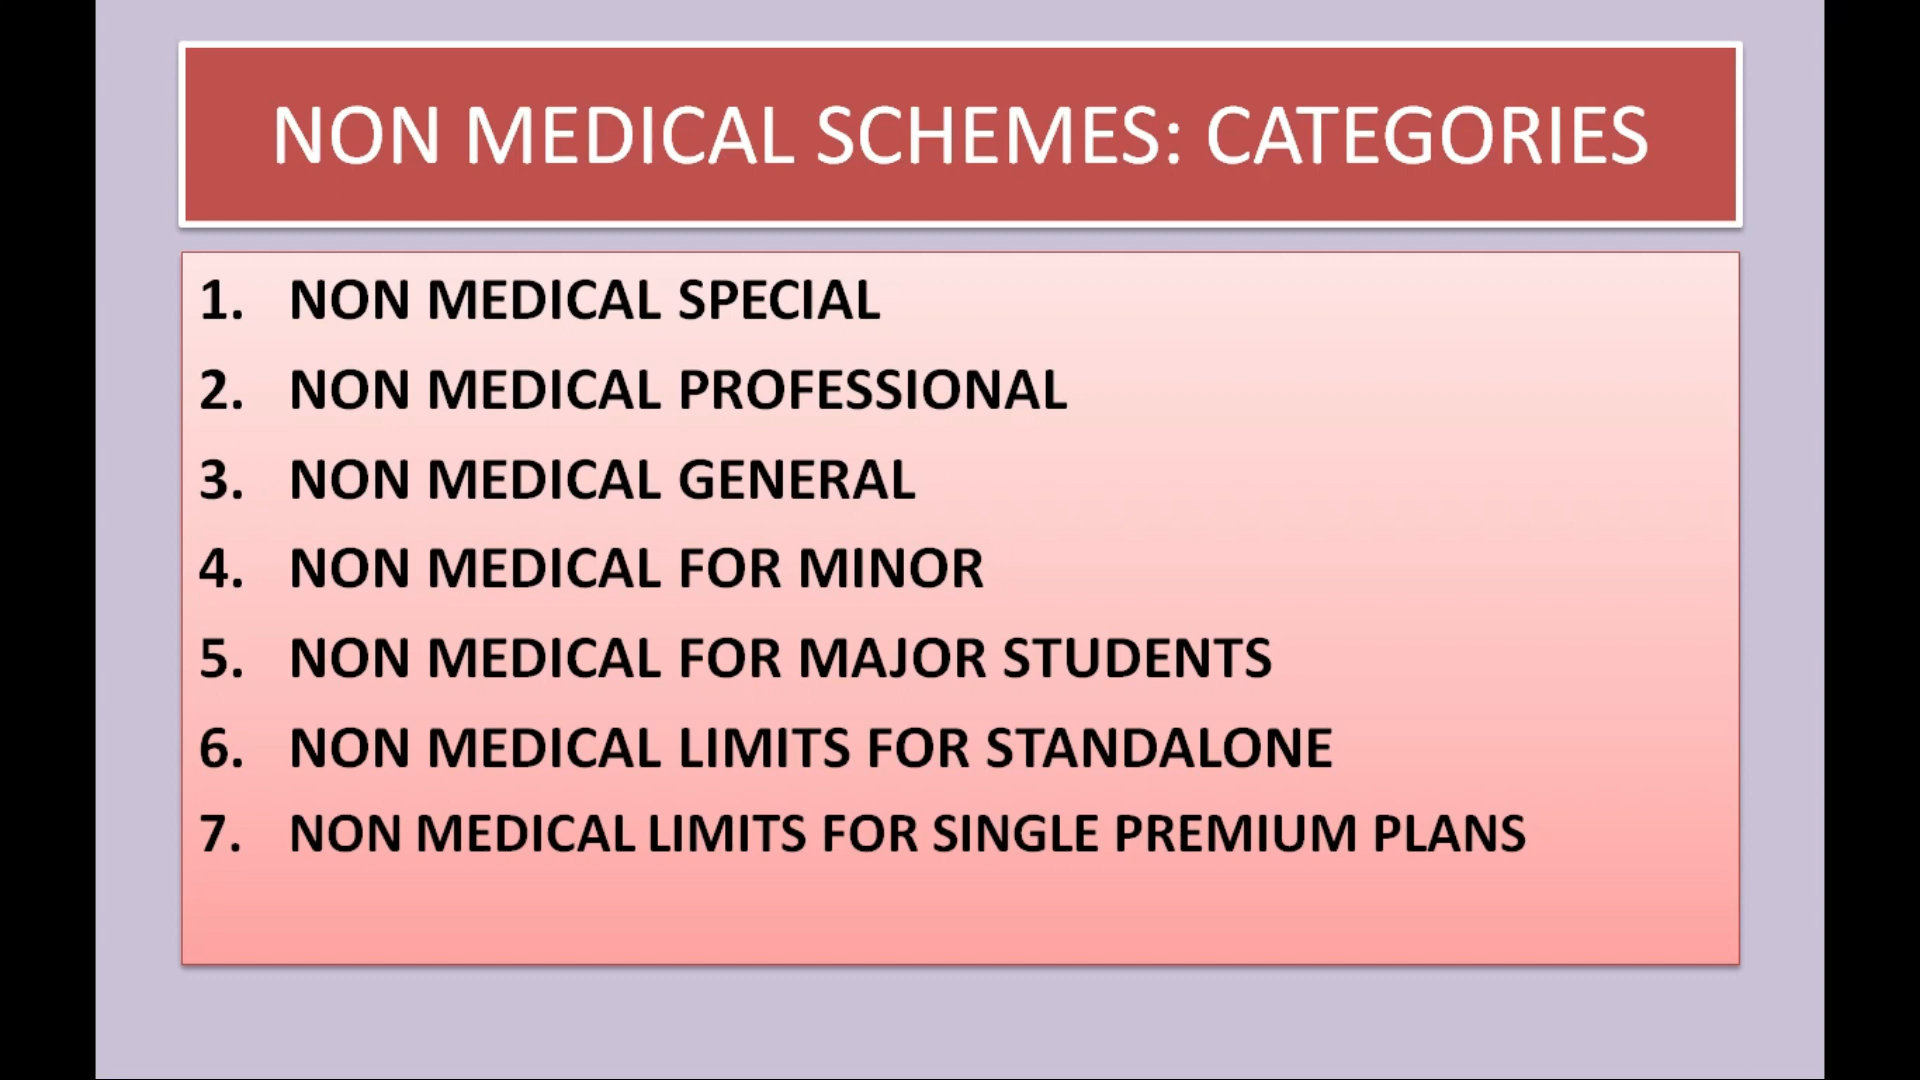 NON MEDICAL SCHEMES: CATEGORIES
1. NON MEDICAL SPECIAL
2. NON MEDICAL PROFESSIONAL
3. NON MEDICAL GENERAL
4. NON MEDICAL FOR MINOR
5. NON MEDICAL FOR MAJOR STUDENTS
6. NON MEDICAL LIMITS FOR STANDALONE
7. NON MEDICAL LIMITS FOR SINGLE PREMIUM PLANS